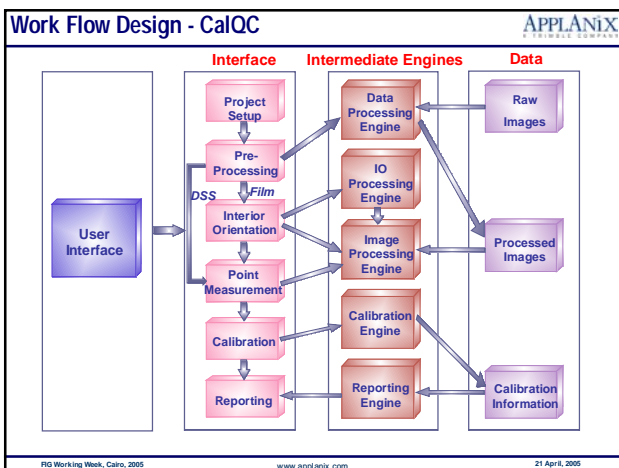 Work Flow Design - CalQC
APPLANIX
A TRIMBLE COMPANY
Interface
Intermediate Engines
Data
Project
Setup
Pre-
Processing
DSS
Film
Interior
Orientation
Point
Measurement
Calibration
Reporting
User
Interface
Data
Processing
Engine
IO
Processing
Engine
Image
Processing
Engine
Calibration
Engine
Reporting
Engine
Raw
Images
Processed
Images
Calibration
Information
FIG Working Week, Cairo, 2005
www.applanix.com
21 April, 2005